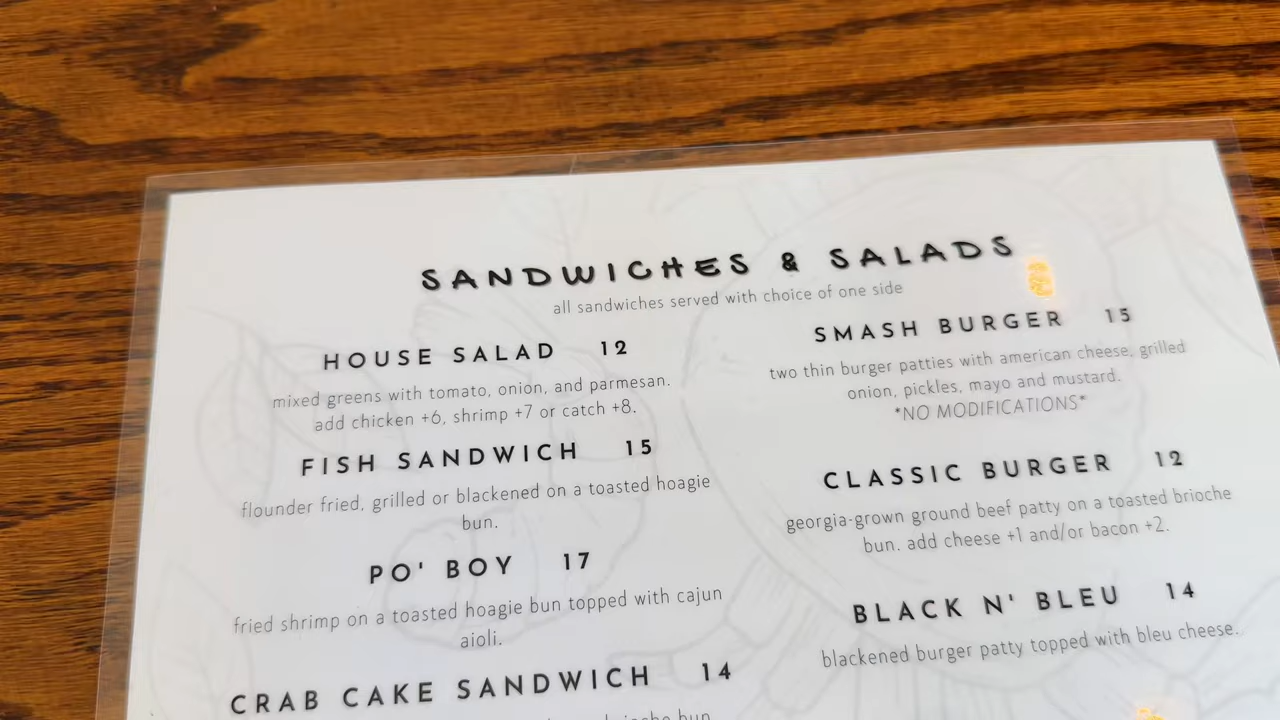 SANDWICHES & SALADS
all sandwiches served with choice of one side
HOUSE SALAD 12
mixed greens with tomato, onion, and parmesan.
add chicken +6, shrimp +7 or catch +8.
FISH SANDWICH 15
flounder fried, grilled or blackened on a toasted hoagie
bun.
PO' BOY 17
fried shrimp on a toasted hoagie bun topped with cajun
aioli.
CRAB CAKE SANDWICH 14
bun
SMASH BURGER 15
two thin burger patties with american cheese, grilled
onion, pickles, mayo and mustard.
*NO MODIFICATIONS*
CLASSIC BURGER 12
georgia-grown ground beef patty on a toasted brioche
bun. add cheese +1 and/or bacon +2.
BLACK N' BLEU 14
blackened burger patty topped with bleu cheese.